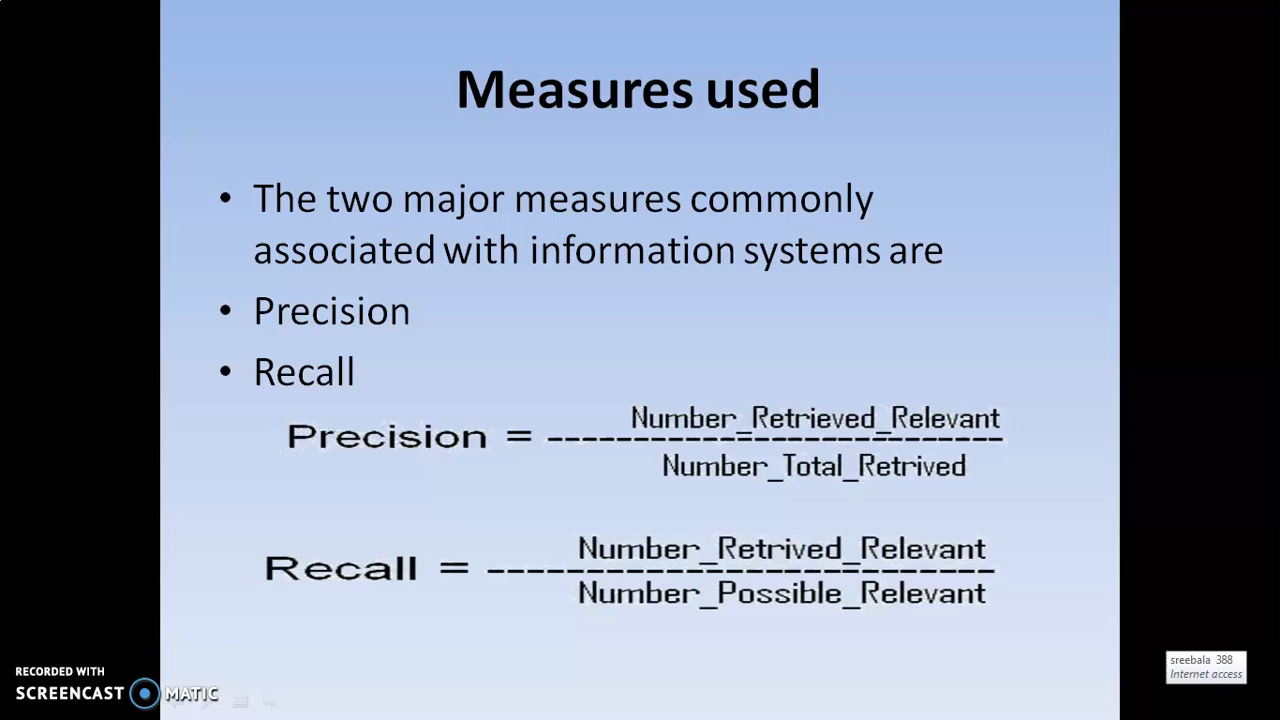 Measures used
• The two major measures commonly
associated with information systems are
• Precision
• Recall
Number_Retrieved_Relevant
Precision = --------------------------------
Number_Total_Retrived
Number_Retrived_Relevant
Recall = ------------------------------------
Number_Possible_Relevant
RECORDED WITH
SCREENCAST MATIC
sreebala 388
Internet access